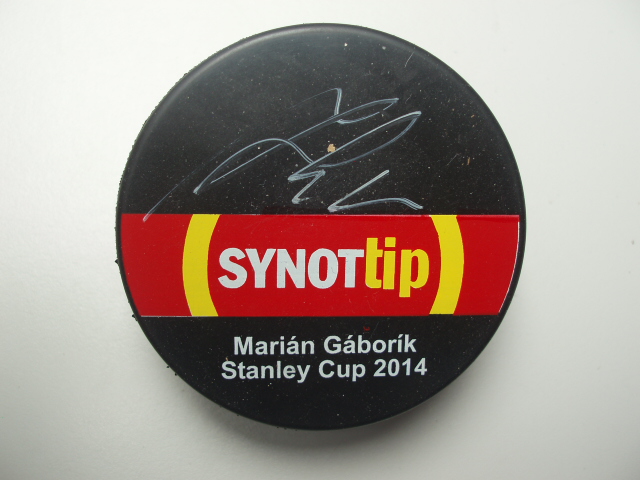 SYNOTtip
Marián Gáborík
Stanley Cup 2014